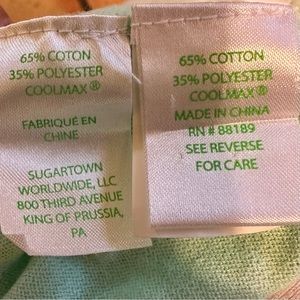 65% COTTON
35% POLYESTER
COOLMAX ®
FABRIQUÉ EN
CHINE
SUGARTOWN
WORLDWIDE, LLC
800 THIRD AVENUE
KING OF PRUSSIA,
PA
65% COTTON
35% POLYESTER
COOLMAX ®
MADE IN CHINA
RN # 88189
SEE REVERSE
FOR CARE